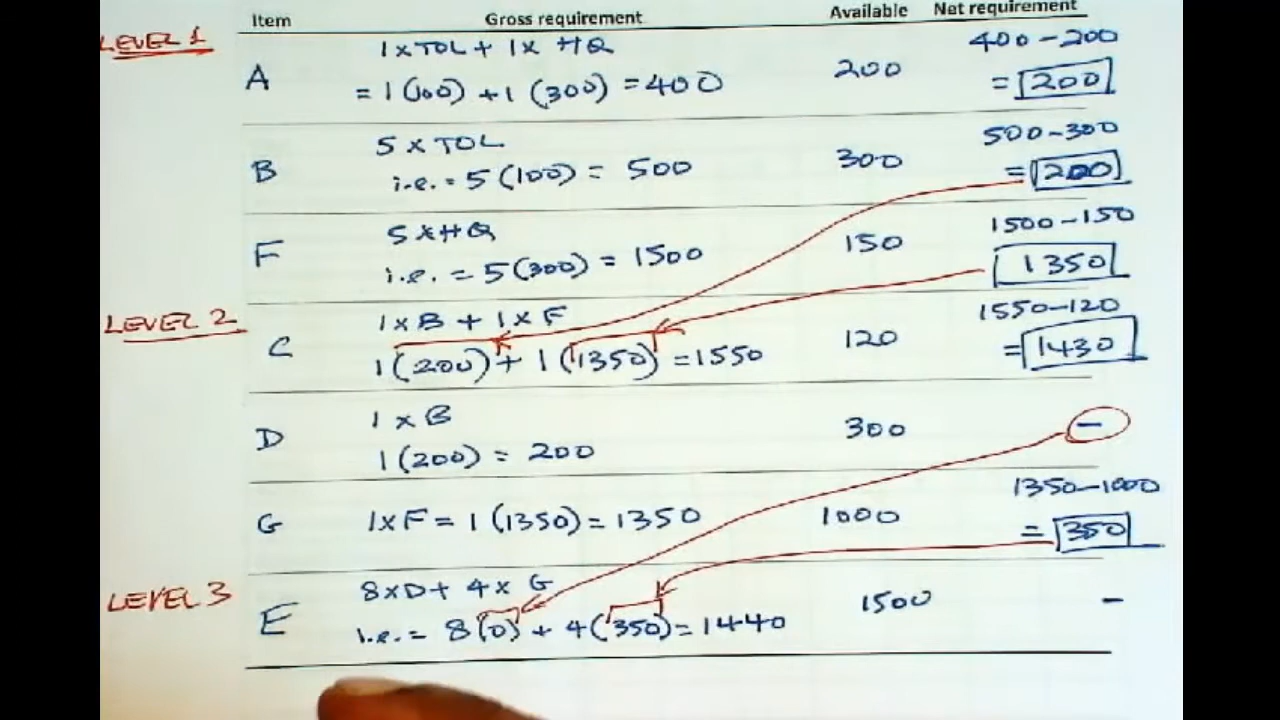 Item Gross requirement Available Net requirement
LEVEL 1
1 x TOL + 1 x HQ 400-200
A = 1(100) + 1(300) = 400 200 = 200
5 x TOL 500-300
B i.e. = 5(100) = 500 300 = 200
5 x HQ 1500-150
F i.e. = 5(300) = 1500 150 1350
LEVEL 2
1 x B + 1 x F 1550-120
C 1(200) + 1(1350) = 1550 120 = 1430
1 x B
D 1(200) = 200 300 -
1350-1000
G 1xF = 1(1350) = 1350 1000 = 350
LEVEL 3
8xD + 4 x G
E i.e. = 8(0) + 4(350) = 1440 1500 -